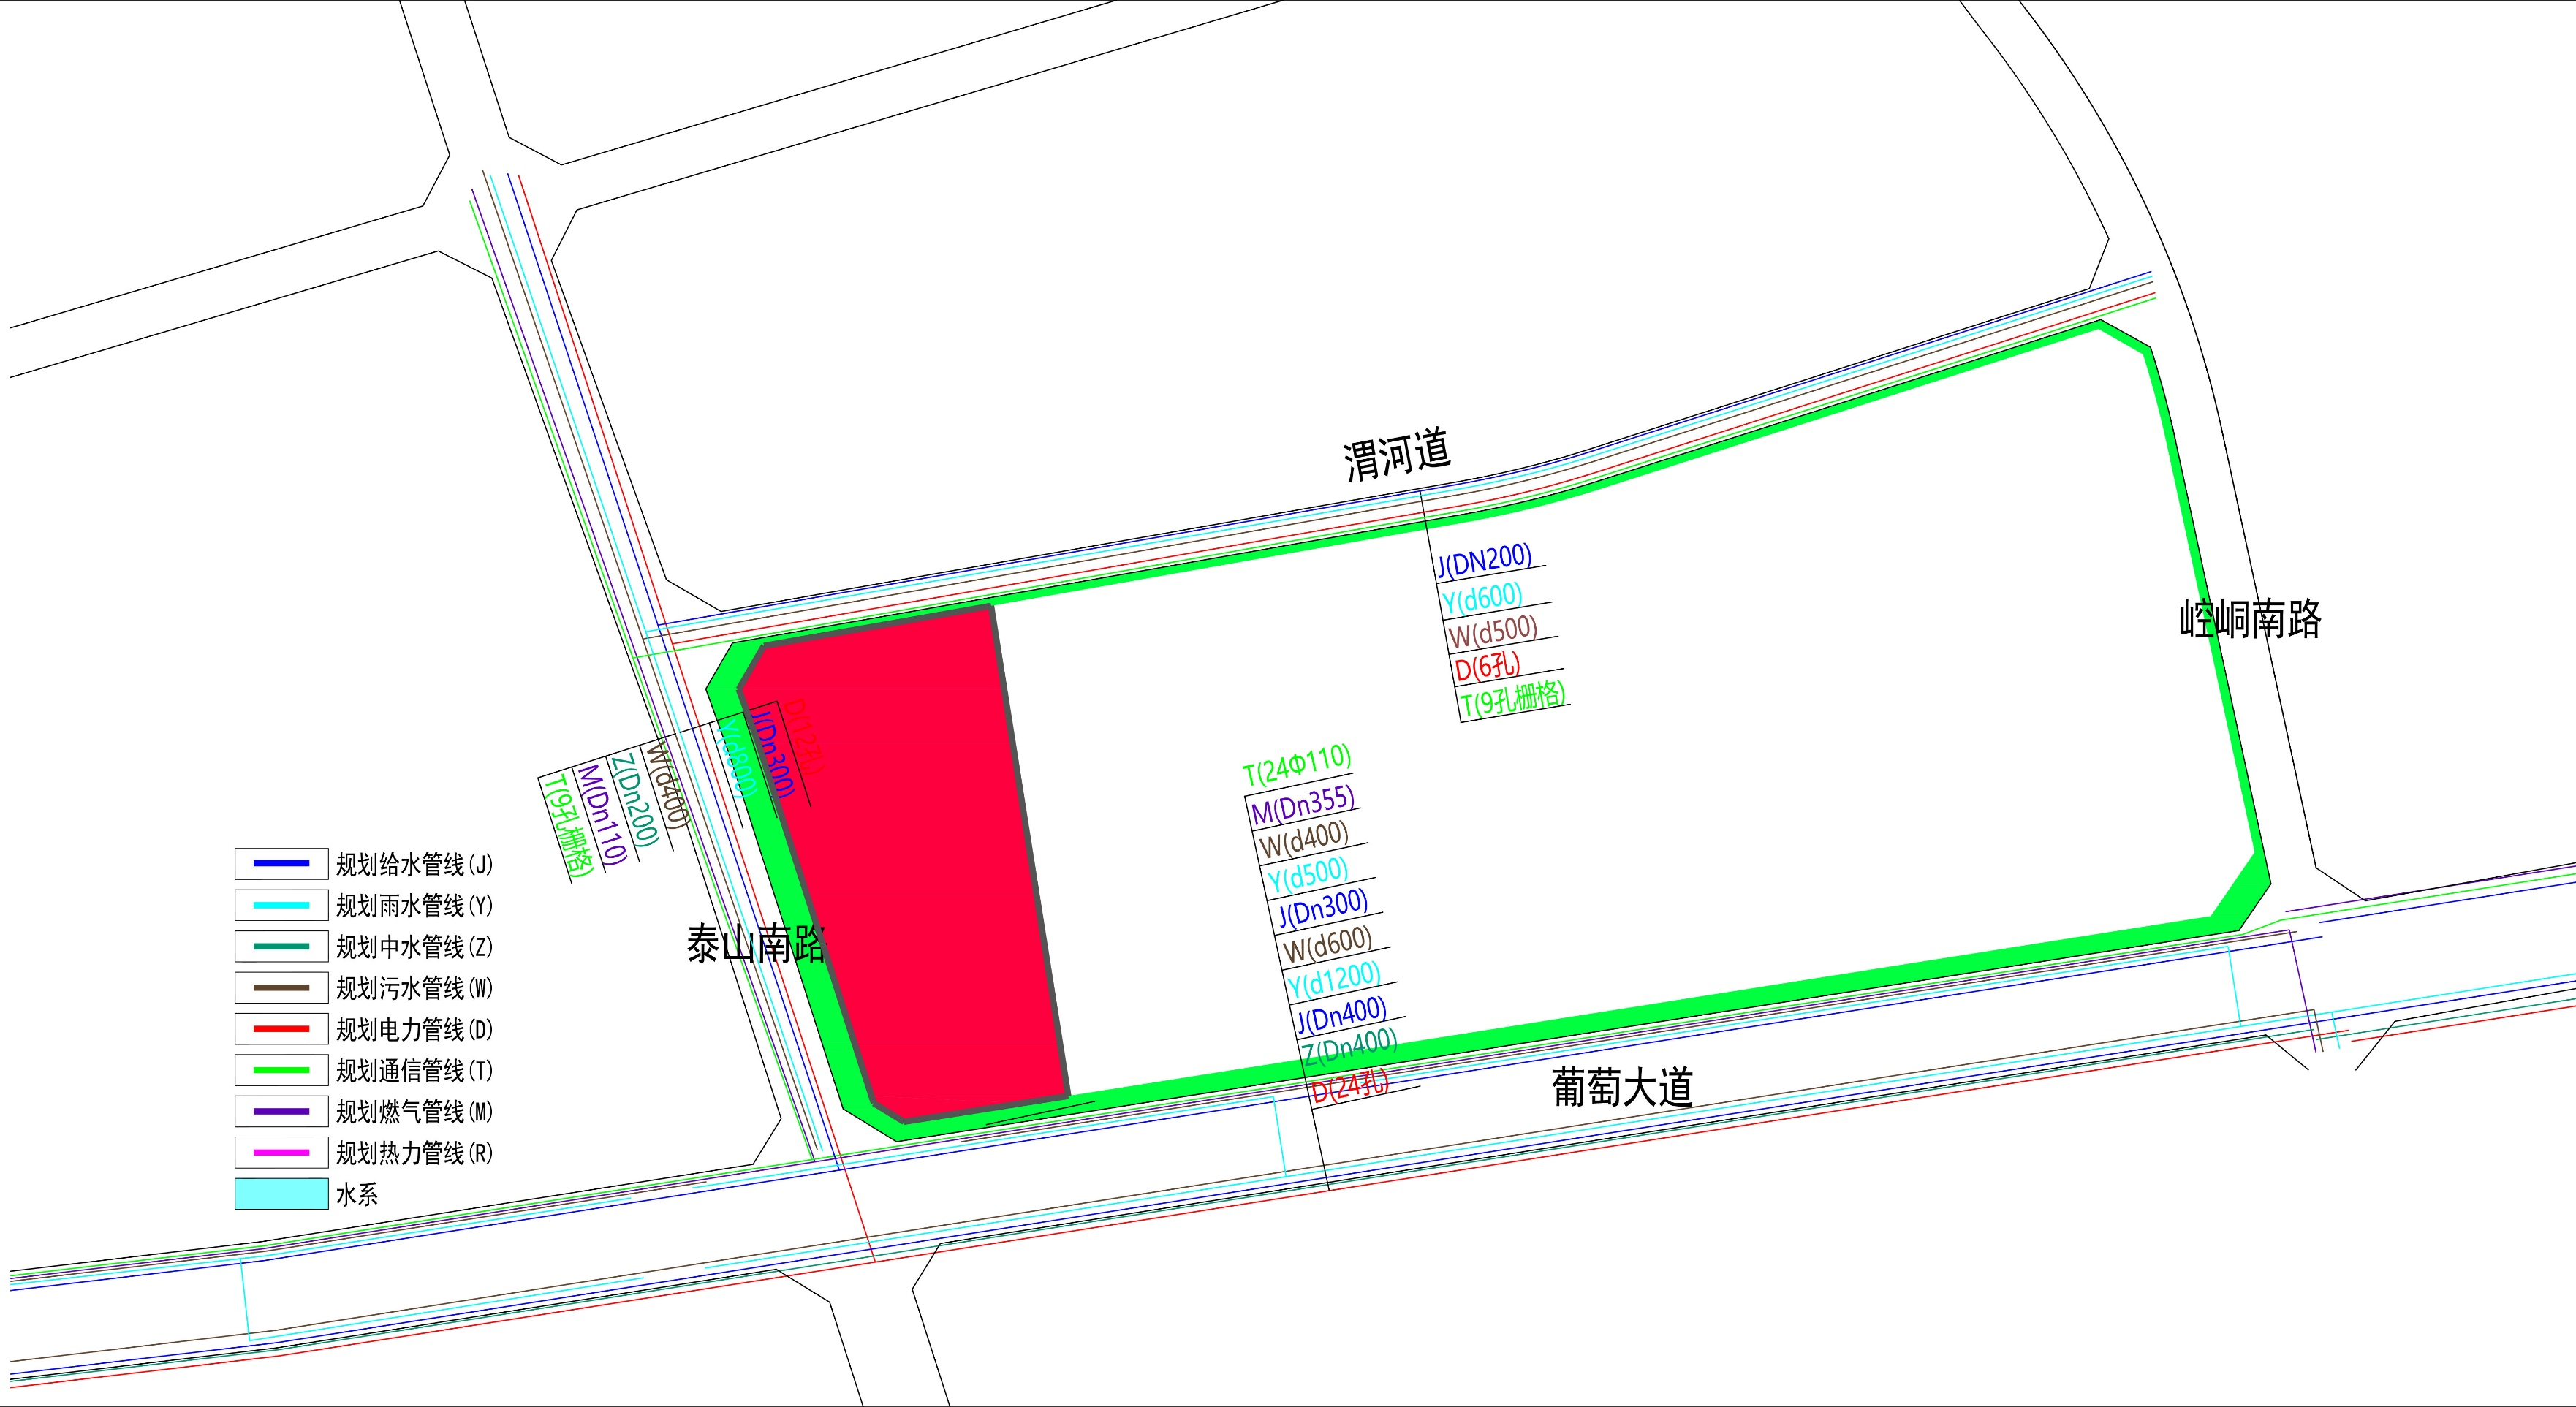 渭河道
J(DN200)
Y(d600)
W(d500)
D(6孔)
T(9孔栅格)
崆峒南路
T(9孔栅格)
M(Dn110)
Z(Dn200)
W(d400)
Y(d800)
J(Dn300)
D(12孔)
T(24Φ110)
M(Dn355)
W(d400)
Y(d500)
J(Dn300)
W(d600)
Y(d1200)
J(Dn400)
Z(Dn400)
D(24孔)
泰山南路
葡萄大道
规划给水管线(J)
规划雨水管线(Y)
规划中水管线(Z)
规划污水管线(W)
规划电力管线(D)
规划通信管线(T)
规划燃气管线(M)
规划热力管线(R)
水系